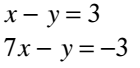 x − y = 3
7x − y = −3